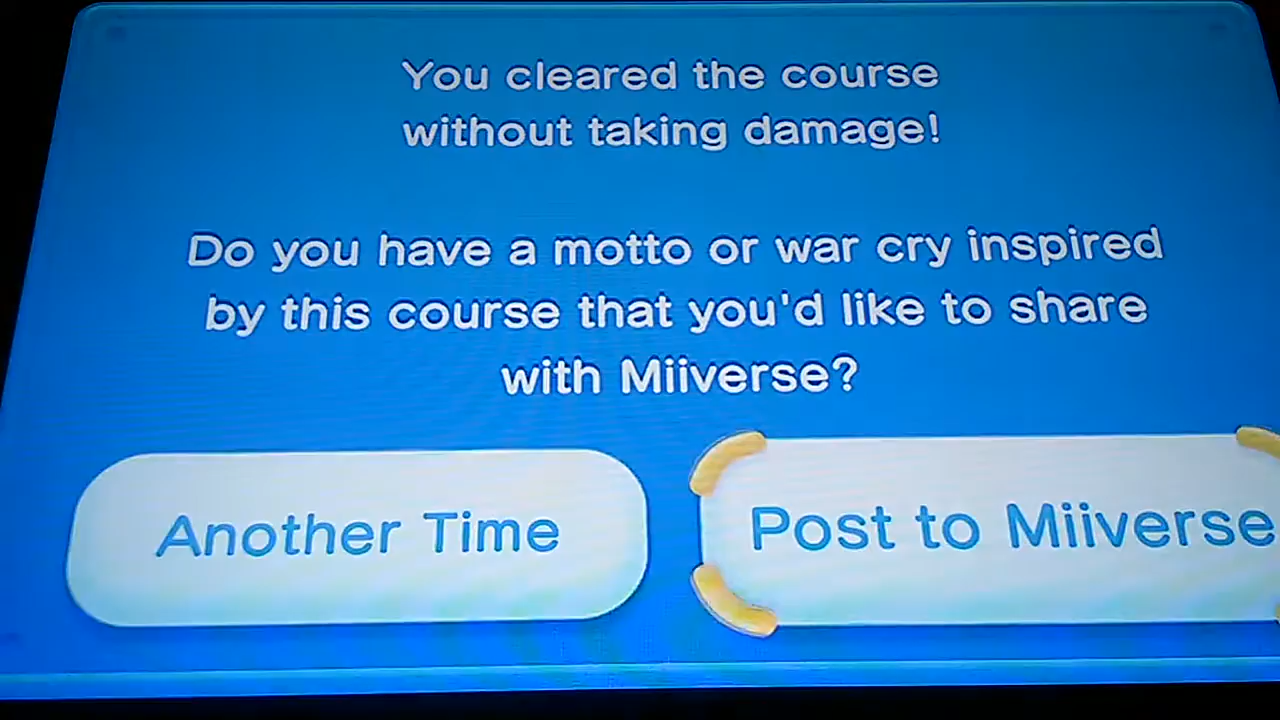 You cleared the course
without taking damage!
Do you have a motto or war cry inspired
by this course that you'd like to share
with Miiverse?
Another Time
Post to Miiverse